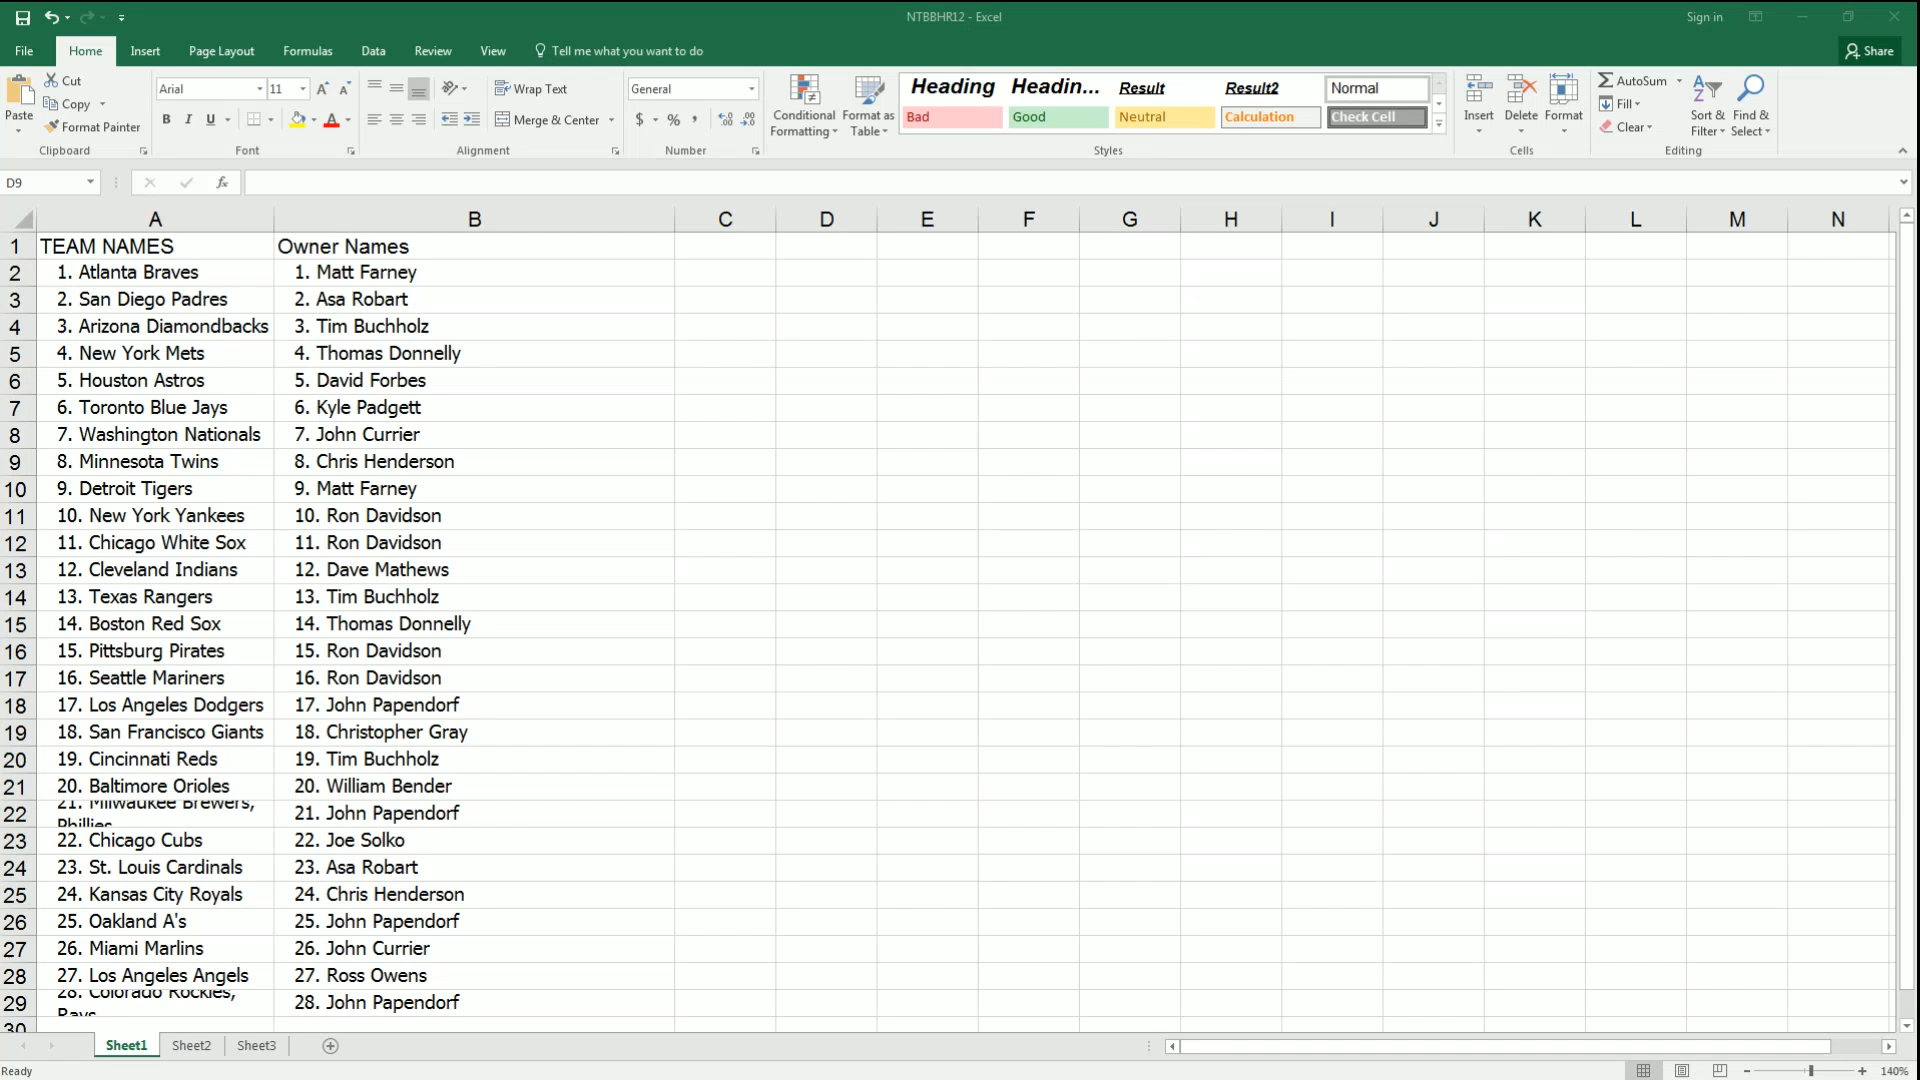 NTBBHR12 - Excel
Sign in
File Home Insert Page Layout Formulas Data Review View Tell me what you want to do Share
Paste Cut Copy Format Painter Clipboard
Arial 11 B I U Font
Wrap Text Merge & Center Alignment
General $ % , Number
Conditional Formatting Format as Table
Heading Headin... Result Result2 Normal
Bad Good Neutral Calculation Check Cell
Styles
Insert Delete Format Cells
AutoSum Fill Clear Sort & Filter Find & Select Editing
D9 fx
A B C D E F G H I J K L M N
1 TEAM NAMES Owner Names
2 1. Atlanta Braves 1. Matt Farney
3 2. San Diego Padres 2. Asa Robart
4 3. Arizona Diamondbacks 3. Tim Buchholz
5 4. New York Mets 4. Thomas Donnelly
6 5. Houston Astros 5. David Forbes
7 6. Toronto Blue Jays 6. Kyle Padgett
8 7. Washington Nationals 7. John Currier
9 8. Minnesota Twins 8. Chris Henderson
10 9. Detroit Tigers 9. Matt Farney
11 10. New York Yankees 10. Ron Davidson
12 11. Chicago White Sox 11. Ron Davidson
13 12. Cleveland Indians 12. Dave Mathews
14 13. Texas Rangers 13. Tim Buchholz
15 14. Boston Red Sox 14. Thomas Donnelly
16 15. Pittsburg Pirates 15. Ron Davidson
17 16. Seattle Mariners 16. Ron Davidson
18 17. Los Angeles Dodgers 17. John Papendorf
19 18. San Francisco Giants 18. Christopher Gray
20 19. Cincinnati Reds 19. Tim Buchholz
21 20. Baltimore Orioles 20. William Bender
22 21. Milwaukee Brewers, Phillies 21. John Papendorf
23 22. Chicago Cubs 22. Joe Solko
24 23. St. Louis Cardinals 23. Asa Robart
25 24. Kansas City Royals 24. Chris Henderson
26 25. Oakland A's 25. John Papendorf
27 26. Miami Marlins 26. John Currier
28 27. Los Angeles Angels 27. Ross Owens
29 28. Colorado Rockies, Rays 28. John Papendorf
30
Sheet1 Sheet2 Sheet3
Ready 140%